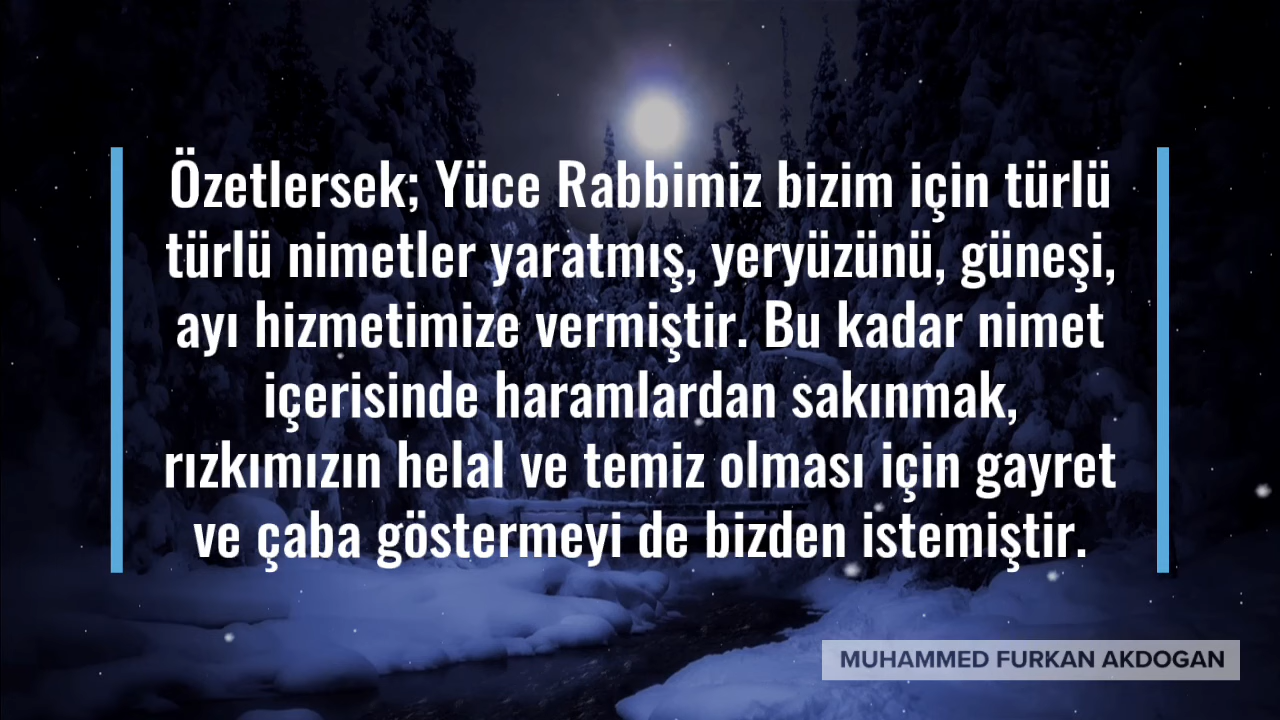 Özetlersek; Yüce Rabbimiz bizim için türlü
türlü nimetler yaratmış, yeryüzünü, güneşi,
ayı hizmetimize vermiştir. Bu kadar nimet
içerisinde haramlardan sakınmak,
rızkımızın helal ve temiz olması için gayret
ve çaba göstermeyi de bizden istemiştir.
MUHAMMED FURKAN AKDOGAN